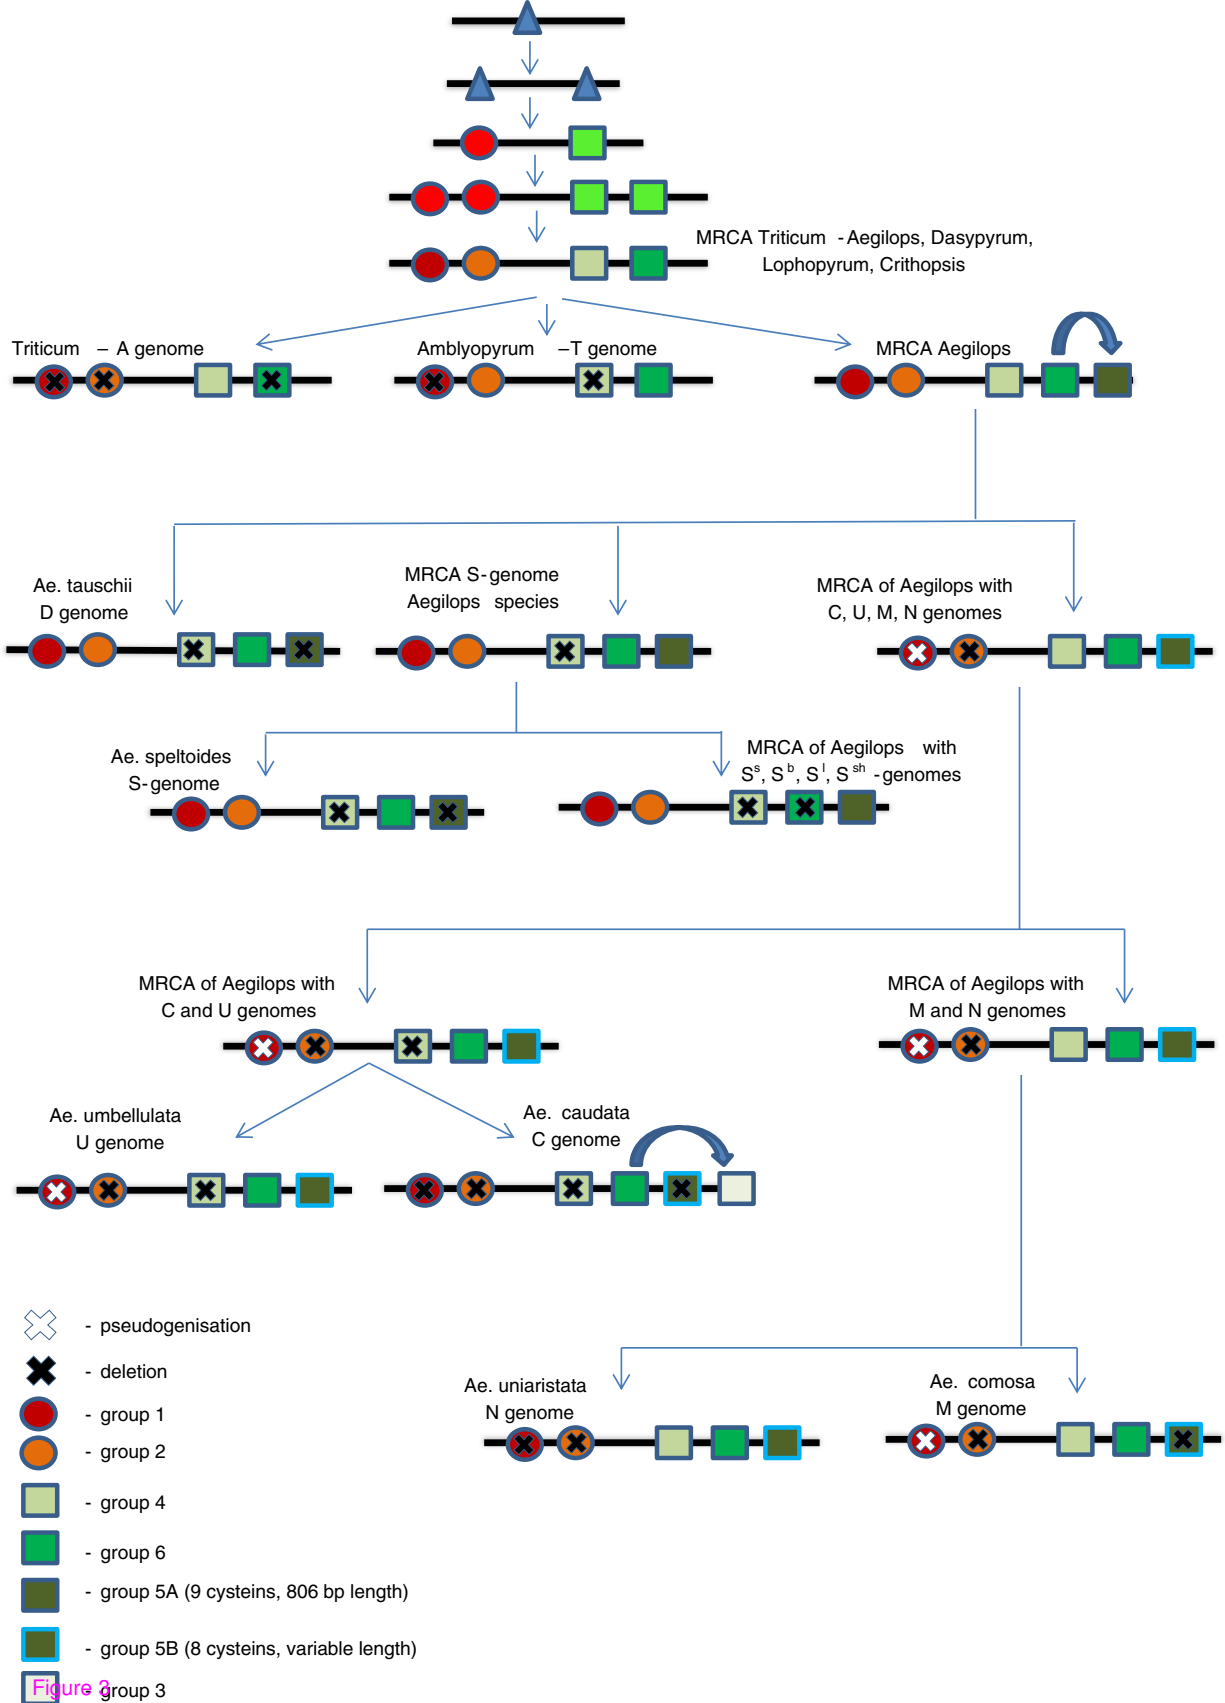 MRCA Triticum - Aegilops, Dasypyrum,
Lophopyrum, Crithopsis
Triticum – A genome
Amblyopyrum – T genome
MRCA Aegilops
Ae. tauschii
D genome
MRCA S-genome
Aegilops species
MRCA of Aegilops with
C, U, M, N genomes
Ae. speltoides
S-genome
MRCA of Aegilops with
S^s, S^b, S^l, S^sh -genomes
MRCA of Aegilops with
C and U genomes
MRCA of Aegilops with
M and N genomes
Ae. umbellulata
U genome
Ae. caudata
C genome
Ae. uniaristata
N genome
Ae. comosa
M genome
- pseudogenisation
- deletion
- group 1
- group 2
- group 4
- group 6
- group 5A (9 cysteins, 806 bp length)
- group 5B (8 cysteins, variable length)
- group 3
Figure 3